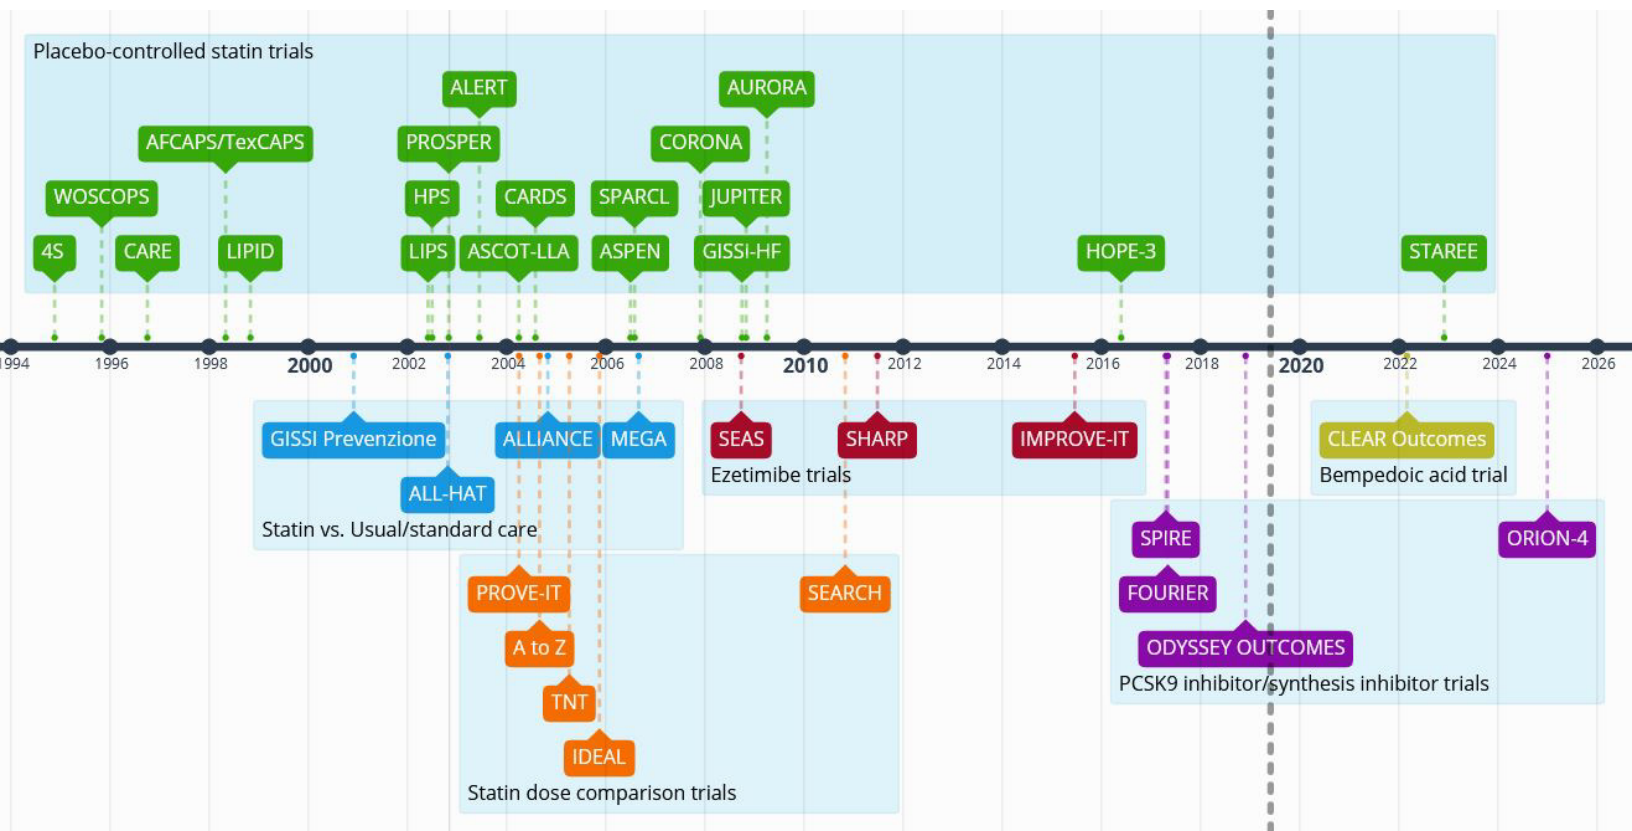 Placebo-controlled statin trials
ALERT
AURORA
AFCAPS/TexCAPS
PROSPER
CORONA
WOSCOPS
HPS
CARDS
SPARCL
JUPITER
4S
CARE
LIPID
LIPS
ASCOT-LLA
ASPEN
GISSI-HF
HOPE-3
STAREE
1994 1996 1998 2000 2002 2004 2006 2008 2010 2012 2014 2016 2018 2020 2022 2024 2026
GISSI Prevenzione
ALLIANCE
MEGA
ALL-HAT
Statin vs. Usual/standard care
SEAS
SHARP
IMPROVE-IT
Ezetimibe trials
CLEAR Outcomes
Bempedoic acid trial
SPIRE
ORION-4
FOURIER
ODYSSEY OUTCOMES
PCSK9 inhibitor/synthesis inhibitor trials
PROVE-IT
SEARCH
A to Z
TNT
IDEAL
Statin dose comparison trials